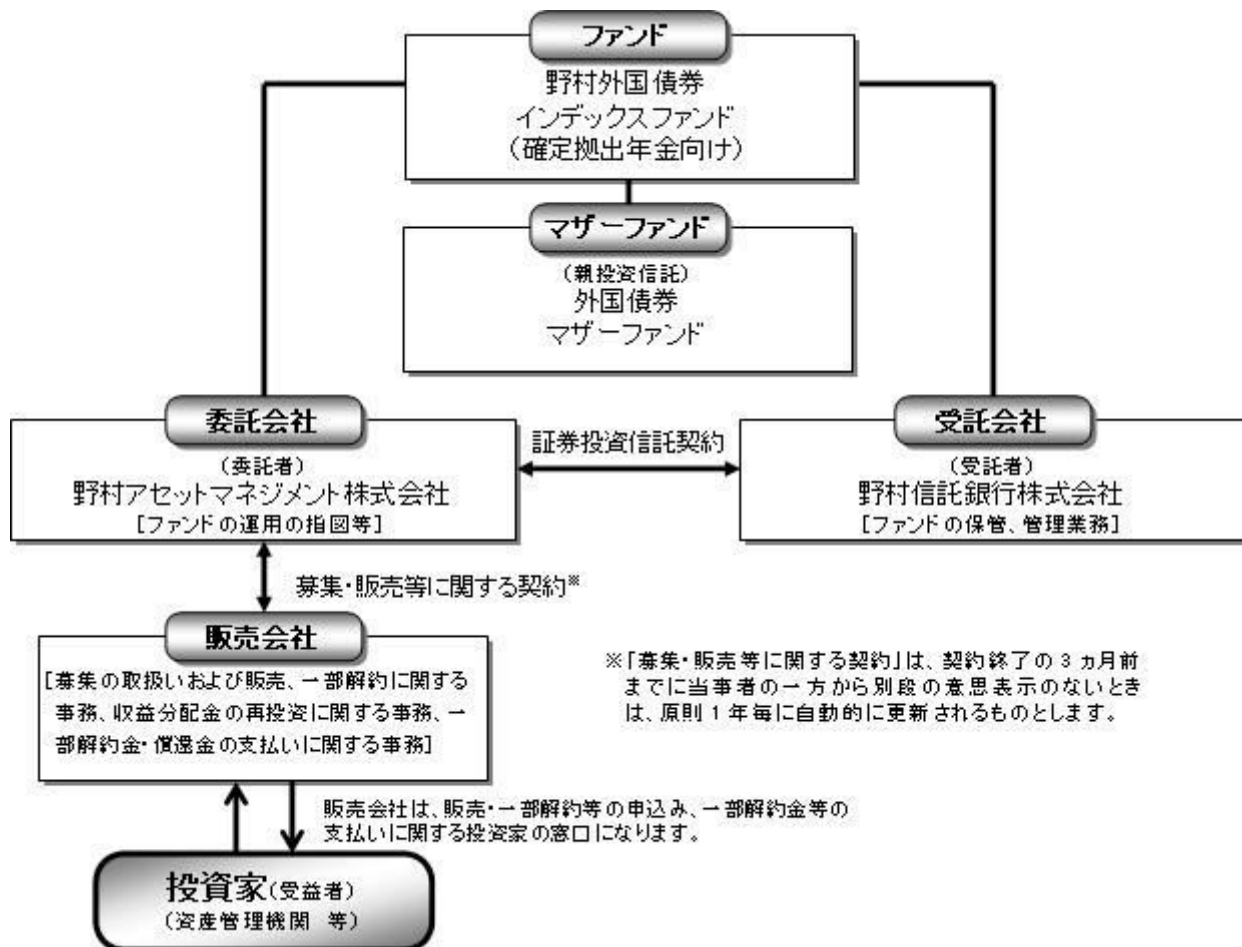 ファンド
野村外国債券
インデックスファンド
（確定拠出年金向け）
マザーファンド
（親投資信託）
外国債券
マザーファンド
委託会社
（委託者）
野村アセットマネジメント株式会社
［ファンドの運用の指図等］
証券投資信託契約
受託会社
（受託者）
野村信託銀行株式会社
［ファンドの保管、管理業務］
募集・販売等に関する契約※
販売会社
［募集の取扱いおよび販売、一部解約に関する
事務、収益分配金の再投資に関する事務、一
部解約金・償還金の支払いに関する事務］
※「募集・販売等に関する契約」は、契約終了の3ヵ月前
までに当事者の一方から別段の意思表示のないとき
は、原則1年毎に自動的に更新されるものとします。
販売会社は、販売・一部解約等の申込み、一部解約金等の
支払いに関する投資家の窓口になります。
投資家（受益者）
（資産管理機関 等）